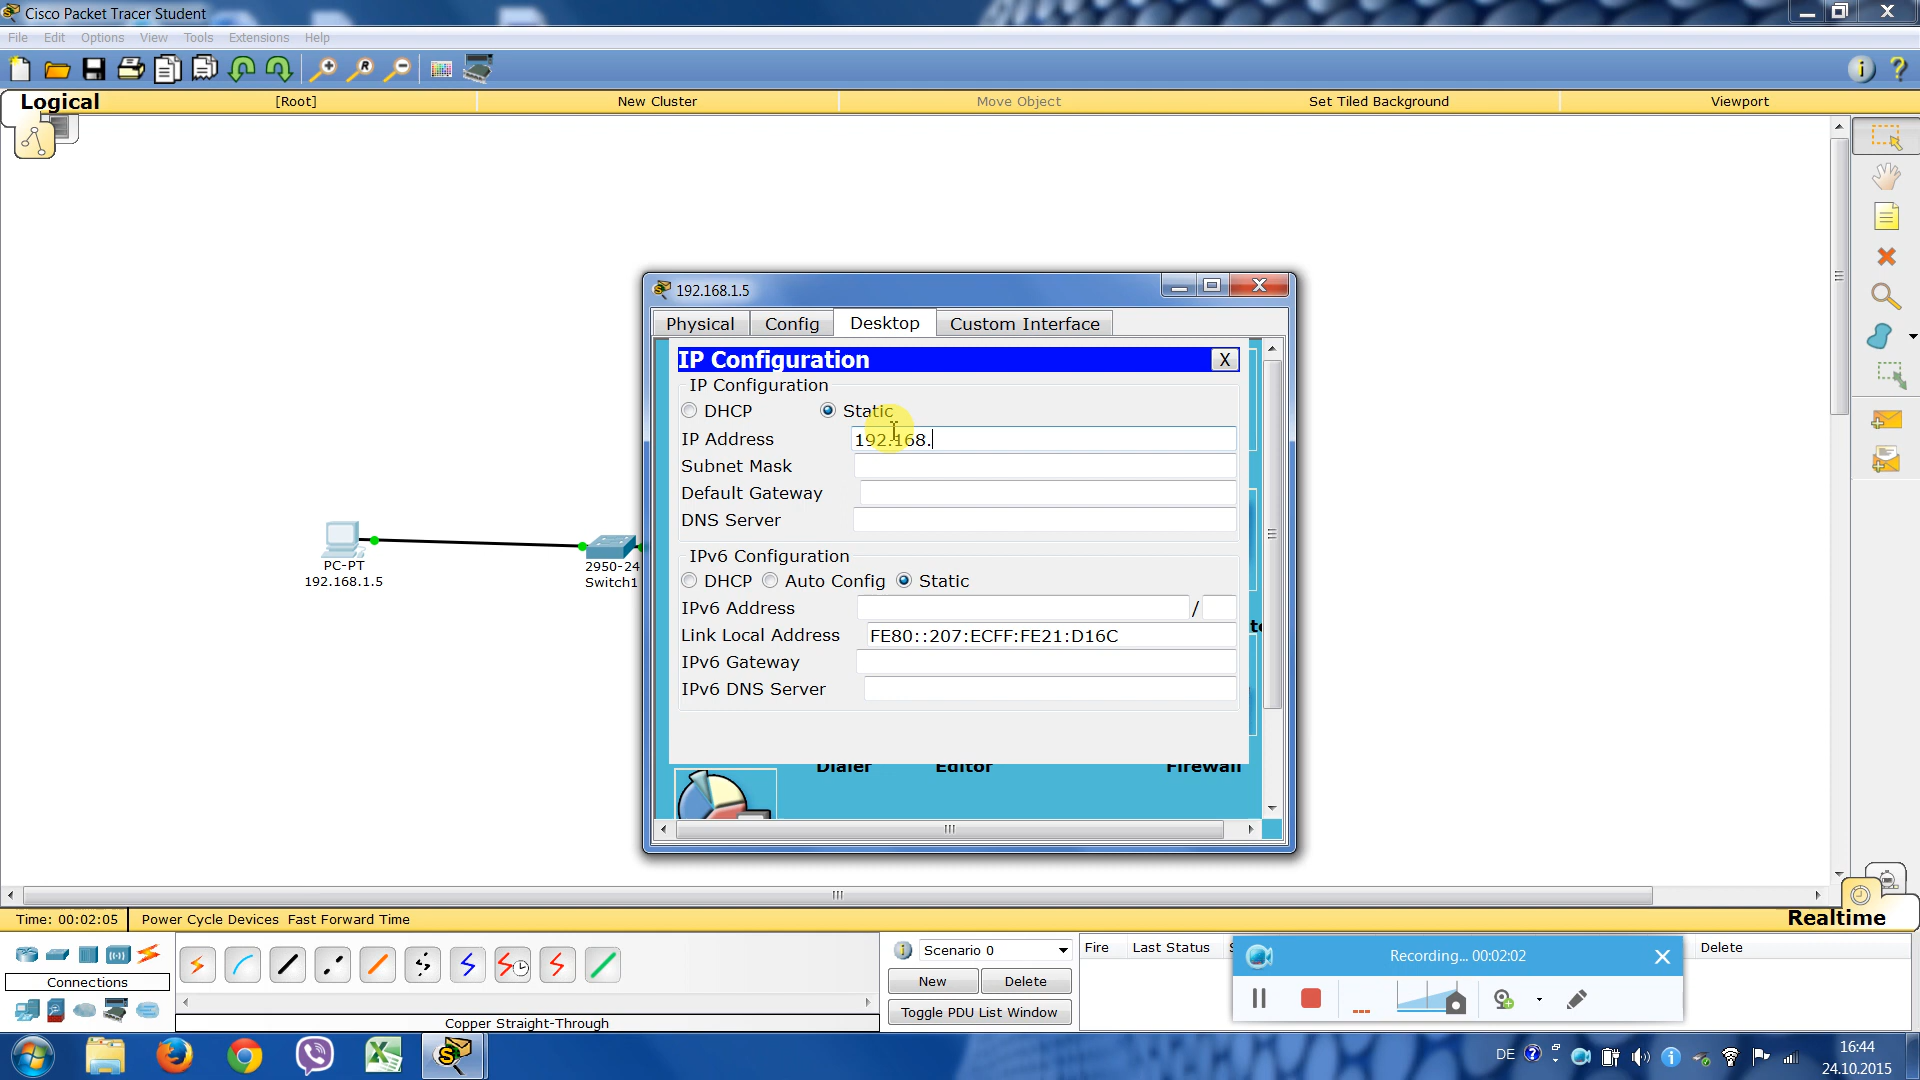 Cisco Packet Tracer Student
File Edit Options View Tools Extensions Help
Logical [Root] New Cluster Move Object Set Tiled Background Viewport
192.168.1.5
Physical Config Desktop Custom Interface
IP Configuration X
IP Configuration
DHCP Static
IP Address 192.168.
Subnet Mask
Default Gateway
DNS Server
IPv6 Configuration
DHCP Auto Config Static
IPv6 Address /
Link Local Address FE80::207:ECFF:FE21:D16C
IPv6 Gateway
IPv6 DNS Server
Dialer Editor Firewall
PC-PT
192.168.1.5
2950-24
Switch1
Time: 00:02:05 Power Cycle Devices Fast Forward Time Realtime
Connections
Copper Straight-Through
Scenario 0
New Delete
Toggle PDU List Window
Fire Last Status Delete
Recording... 00:02:02
DE
16:44
24.10.2015